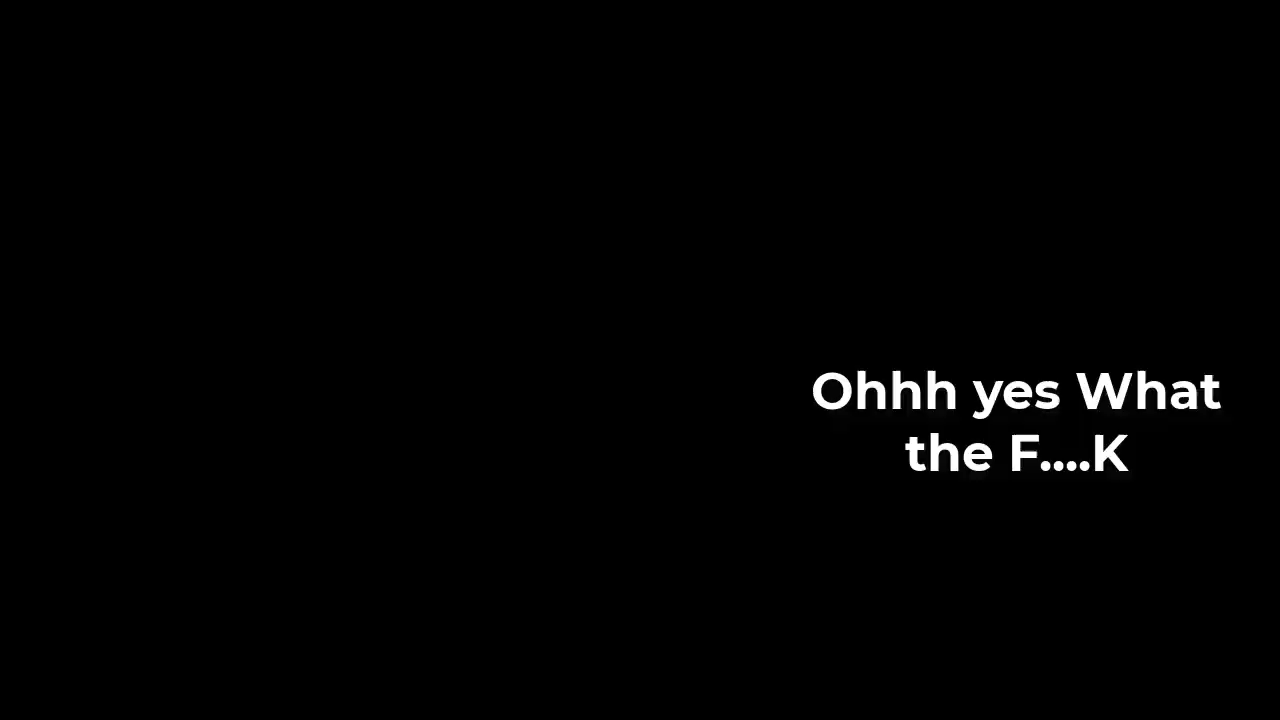 Ohhh yes What
the F....K